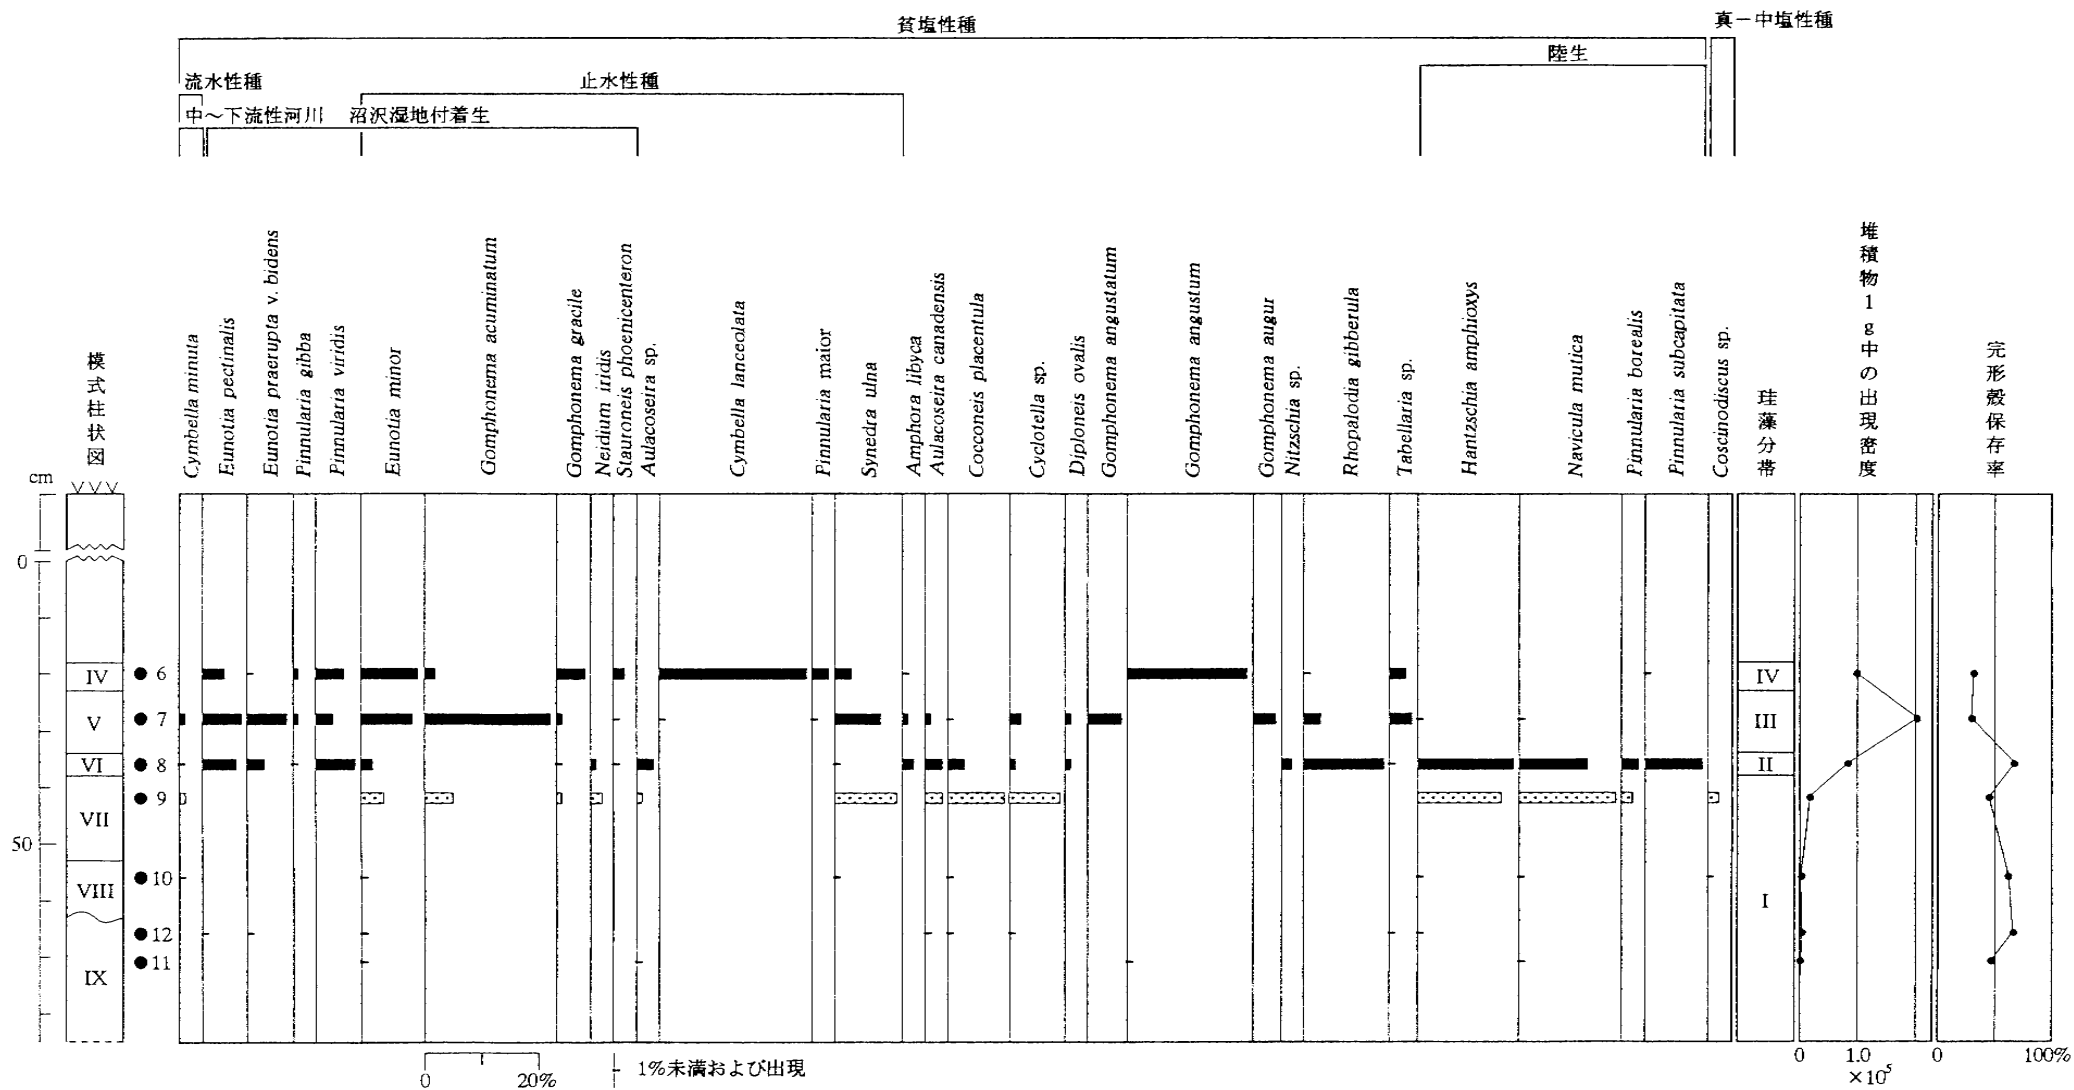 貧塩性種
真－中塩性種
陸生
流水性種
止水性種
中～下流性河川
沼沢湿地付着生
模式柱状図
Cymbella minuta
Eunotia pectinalis
Eunotia praerupta v. bidens
Pinnularia gibba
Pinnularia viridis
Eunotia minor
Gomphonema acuminatum
Gomphonema gracile
Neidium iridis
Stauroneis phoenicenteron
Aulacoseira sp.
Cymbella lanceolata
Pinnularia maior
Synedra ulna
Amphora libyca
Aulacoseira canadensis
Cocconeis placentula
Cyclotella sp.
Diploneis ovalis
Gomphonema angustatum
Gomphonema angustum
Gomphonema augur
Nitzschia sp.
Rhopalodia gibberula
Tabellaria sp.
Hantzschia amphioxys
Navicula mutica
Pinnularia borealis
Pinnularia subcapitata
Coscinodiscus sp.
珪藻分帯
堆積物1g中の出現密度
完形殻保存率
cm
0
IV
6
IV
V
7
III
VI
8
II
9
VII
50
VIII
10
I
12
11
IX
0 20%
1%未満および出現
0 1.0
×10⁵
0 100%